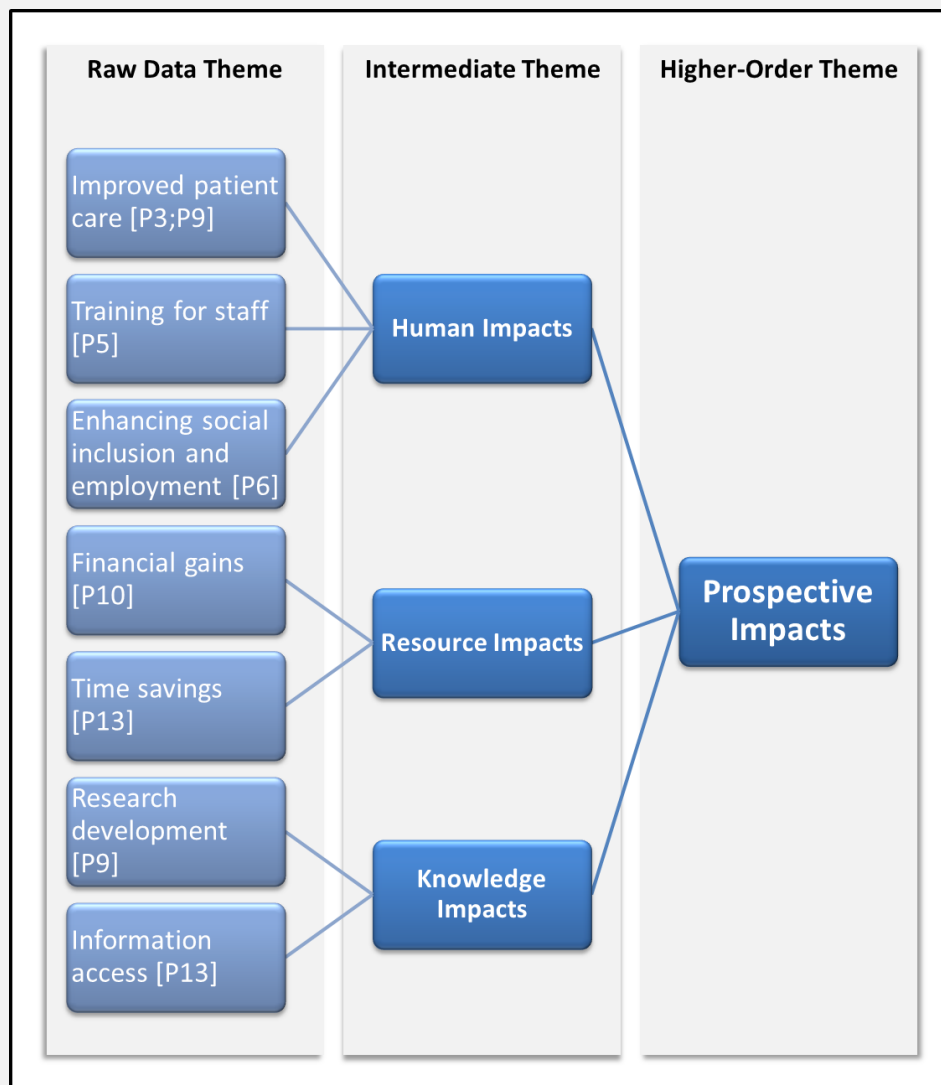 Raw Data Theme
Intermediate Theme
Higher-Order Theme
Improved patient
care [P3;P9]
Training for staff
[P5]
Enhancing social
inclusion and
employment [P6]
Financial gains
[P10]
Time savings
[P13]
Research
development
[P9]
Information
access [P13]
Human Impacts
Resource Impacts
Knowledge
Impacts
Prospective
Impacts